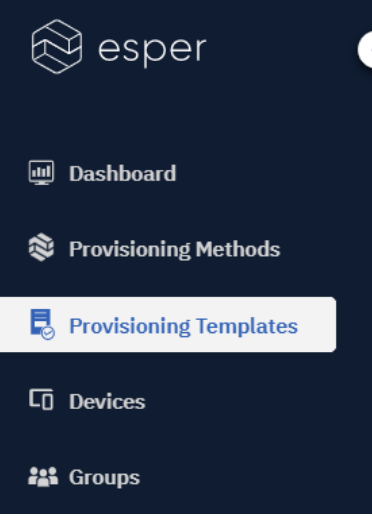 esper
Dashboard
Provisioning Methods
Provisioning Templates
Devices
Groups